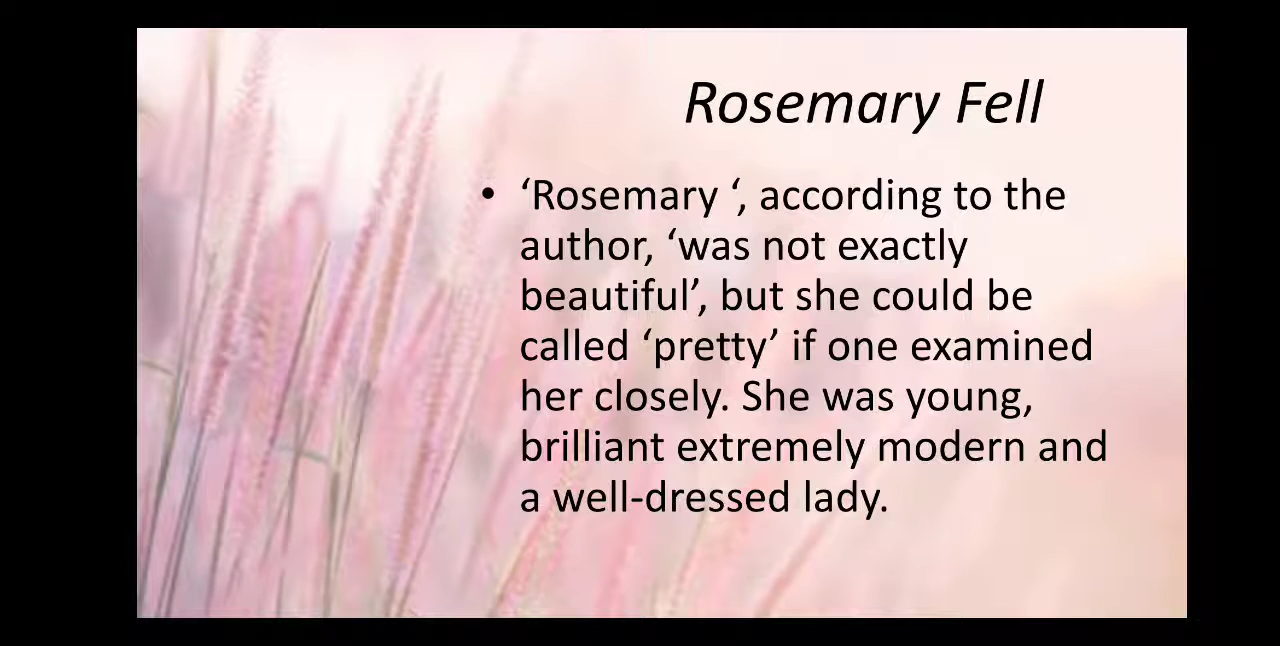 Rosemary Fell
• ‘Rosemary ‘, according to the
author, ‘was not exactly
beautiful’, but she could be
called ‘pretty’ if one examined
her closely. She was young,
brilliant extremely modern and
a well-dressed lady.